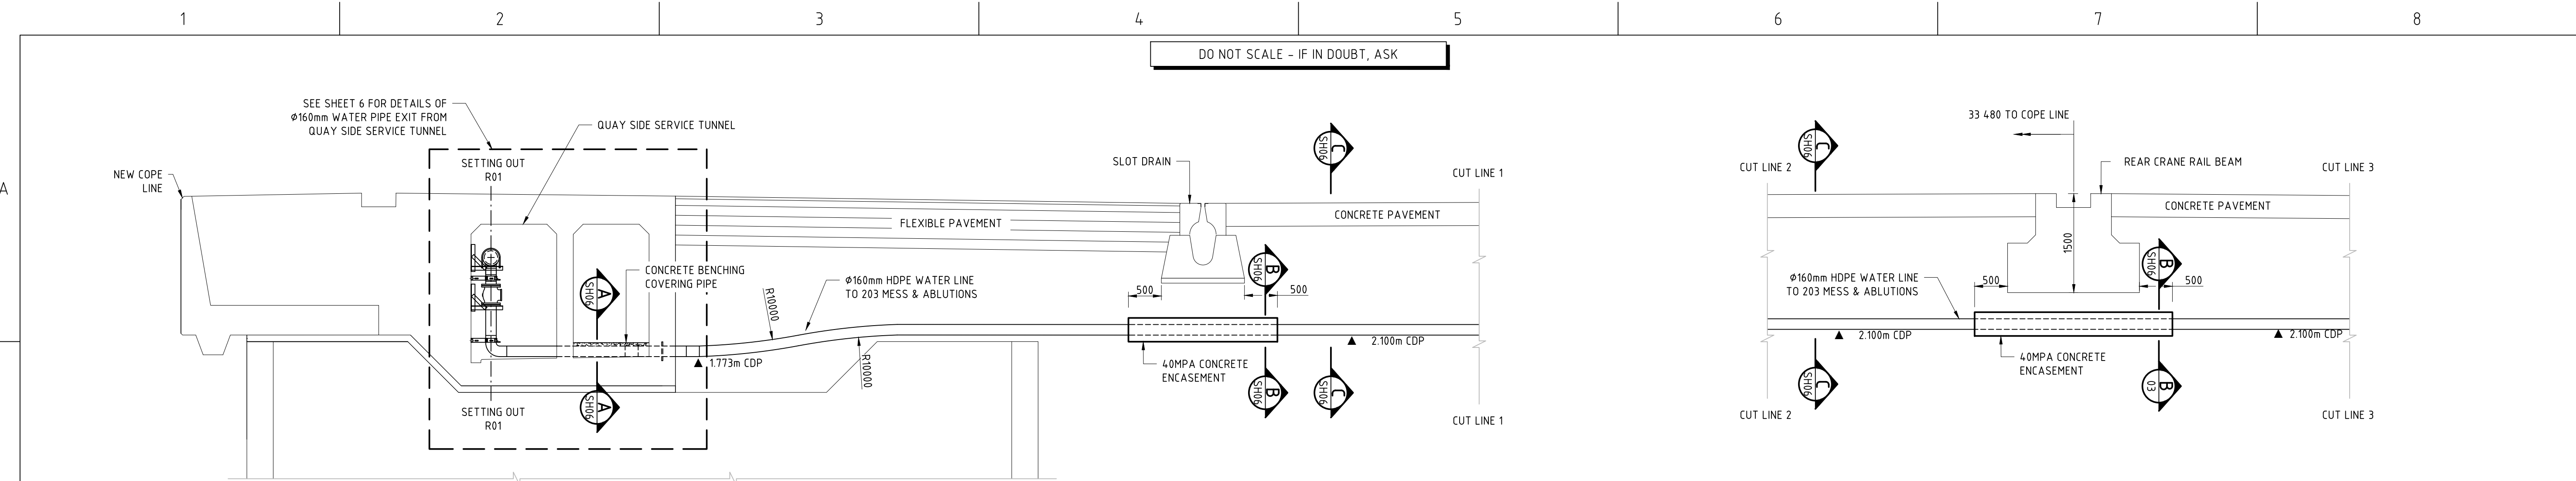 1 2 3 4 5 6 7 8
DO NOT SCALE - IF IN DOUBT, ASK
A
SEE SHEET 6 FOR DETAILS OF
Ø160mm WATER PIPE EXIT FROM
QUAY SIDE SERVICE TUNNEL
QUAY SIDE SERVICE TUNNEL
SETTING OUT
R01
NEW COPE
LINE
FLEXIBLE PAVEMENT
SLOT DRAIN
C
SH06
CUT LINE 1
CONCRETE PAVEMENT
CONCRETE BENCHING
COVERING PIPE
A
SH06
Ø160mm HDPE WATER LINE
TO 203 MESS & ABLUTIONS
R10000
R100000
1.773m CDP
B
SH06
500
500
2.100m CDP
40MPA CONCRETE
ENCASEMENT
SETTING OUT
R01
A
SH06
B
SH06
C
SH06
CUT LINE 1
33 480 TO COPE LINE
C
SH06
CUT LINE 2
REAR CRANE RAIL BEAM
CUT LINE 3
CONCRETE PAVEMENT
1500
B
SH06
Ø160mm HDPE WATER LINE
TO 203 MESS & ABLUTIONS
500
500
2.100m CDP
2.100m CDP
40MPA CONCRETE
ENCASEMENT
C
SH06
B
03
CUT LINE 2
CUT LINE 3